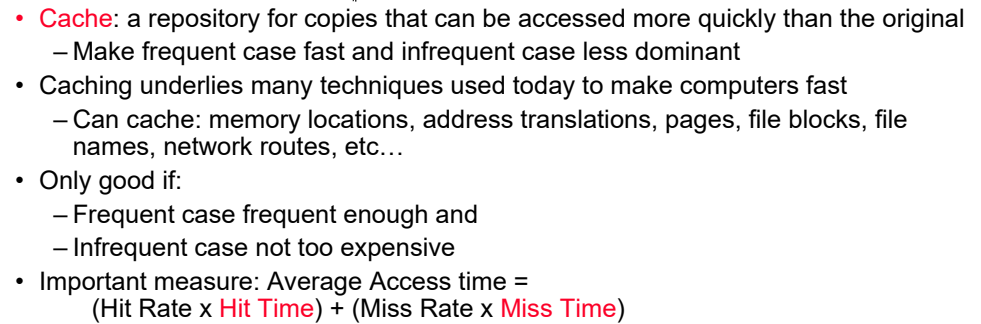 • Cache: a repository for copies that can be accessed more quickly than the original
– Make frequent case fast and infrequent case less dominant
• Caching underlies many techniques used today to make computers fast
– Can cache: memory locations, address translations, pages, file blocks, file
names, network routes, etc…
• Only good if:
– Frequent case frequent enough and
– Infrequent case not too expensive
• Important measure: Average Access time =
(Hit Rate x Hit Time) + (Miss Rate x Miss Time)